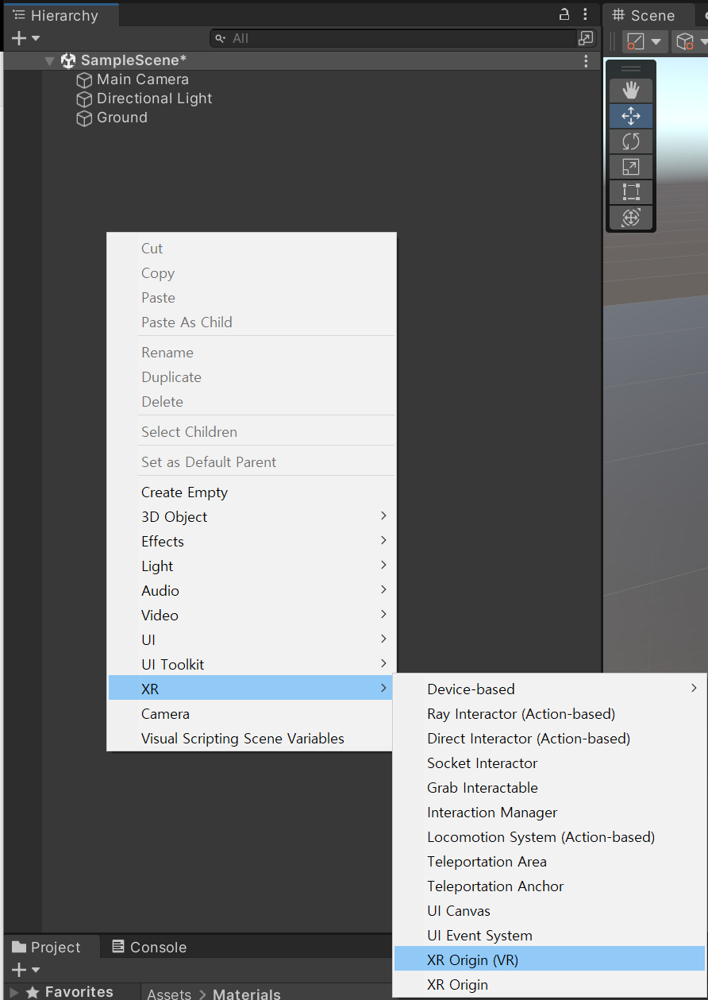 Hierarchy
All
SampleScene*
Main Camera
Directional Light
Ground
Scene
Cut
Copy
Paste
Paste As Child
Rename
Duplicate
Delete
Select Children
Set as Default Parent
Create Empty
3D Object
Effects
Light
Audio
Video
UI
UI Toolkit
XR
Camera
Visual Scripting Scene Variables
Device-based
Ray Interactor (Action-based)
Direct Interactor (Action-based)
Socket Interactor
Grab Interactable
Interaction Manager
Locomotion System (Action-based)
Teleportation Area
Teleportation Anchor
UI Canvas
UI Event System
XR Origin (VR)
XR Origin
Project
Console
Favorites
Assets > Materials